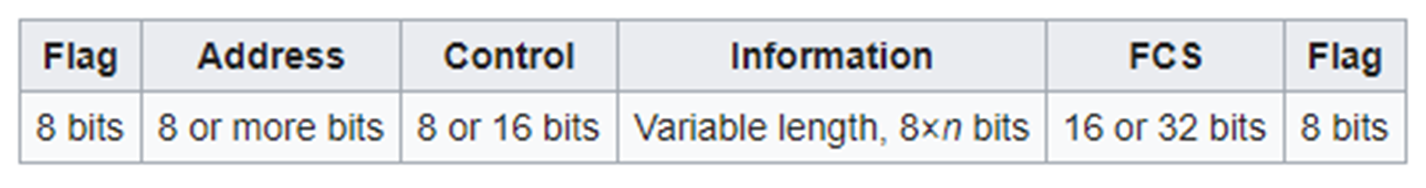 Flag Address Control Information FCS Flag
8 bits 8 or more bits 8 or 16 bits Variable length, 8×n bits 16 or 32 bits 8 bits